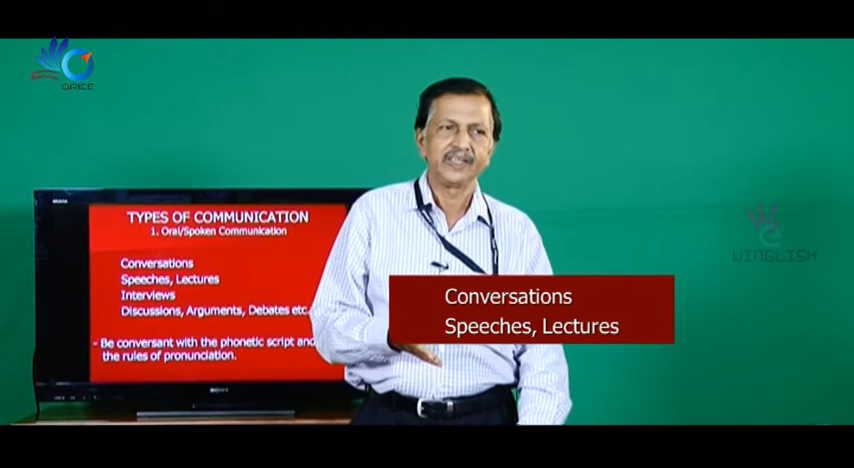 GRICE
TYPES OF COMMUNICATION
1. Oral/Spoken Communication
Conversations
Speeches, Lectures
Interviews
Discussions, Arguments, Debates etc.
- Be conversant with the phonetic script and
the rules of pronunciation.
SONY
Conversations
Speeches, Lectures
WINGLISH